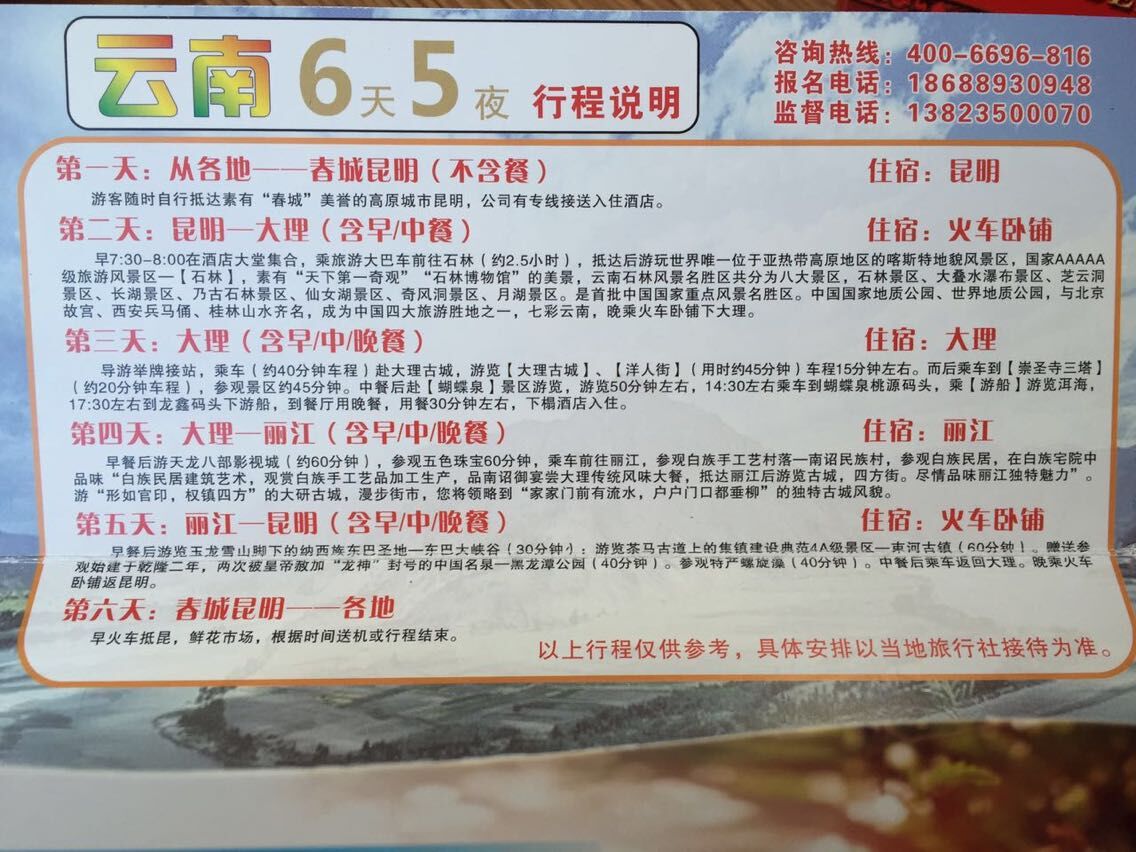 云南 6天5夜 行程说明
咨询热线：400-6696-816
报名电话：18688930948
监督电话：13823500070
第一天：从各地——春城昆明（不含餐） 住宿：昆明
游客随时自行抵达素有“春城”美誉的高原城市昆明，公司有专线接送入住酒店。
第二天：昆明—大理（含早/中餐） 住宿：火车卧铺
早7:30-8:00在酒店大堂集合，乘旅游大巴车前往石林（约2.5小时），抵达后游玩世界唯一位于亚热带高原地区的喀斯特地貌风景区，国家AAAAA
级旅游风景区—【石林】，素有“天下第一奇观”“石林博物馆”的美景，云南石林风景名胜区共分为八大景区，石林景区、大叠水瀑布景区、芝云洞
景区、长湖景区、乃古石林景区、仙女湖景区、奇风洞景区、月湖景区。是首批中国国家重点风景名胜区。中国国家地质公园、世界地质公园，与北京
故宫、西安兵马俑、桂林山水齐名，成为中国四大旅游胜地之一，七彩云南，晚乘火车卧铺下大理。
第三天：大理（含早/中/晚餐） 住宿：大理
导游举牌接站，乘车（约40分钟车程）赴大理古城，游览【大理古城】、【洋人街】（用时约45分钟）车程15分钟左右。而后乘车到【崇圣寺三塔】
（约20分钟车程），参观景区约45分钟。中餐后赴【蝴蝶泉】景区游览，游览50分钟左右，14:30左右乘车到蝴蝶泉桃源码头，乘【游船】游览洱海，
17:30左右到龙鑫码头下游船，到餐厅用晚餐，用餐30分钟左右，下榻酒店入住。
第四天：大理—丽江（含早/中/晚餐） 住宿：丽江
早餐后游天龙八部影视城（约60分钟），参观五色珠宝60分钟，乘车前往丽江，参观白族手工艺村落—南诏民族村，参观白族民居，在白族宅院中
品味“白族民居建筑艺术，观赏白族手工艺品加工生产，品南诏御宴尝大理传统风味大餐，抵达丽江后游览古城，四方街。尽情品味丽江独特魅力”。
游“形如官印，权镇四方”的大研古城，漫步街市，您将领略到“家家门前有流水，户户门口都垂柳”的独特古城风貌。
第五天：丽江—昆明（含早/中/晚餐） 住宿：火车卧铺
早餐后游览玉龙雪山脚下的纳西族东巴圣地—东巴大峡谷（30分钟）；游览茶马古道上的集镇建设典范4A级景区—束河古镇（60分钟）。赠送参
观始建于乾隆二年，两次被皇帝敕加“龙神”封号的中国名泉—黑龙潭公园（40分钟）。参观特产螺旋藻（40分钟）。中餐后乘车返回大理。晚乘火车
卧铺返昆明。
第六天：春城昆明——各地
早火车抵昆，鲜花市场，根据时间送机或行程结束。
以上行程仅供参考，具体安排以当地旅行社接待为准。